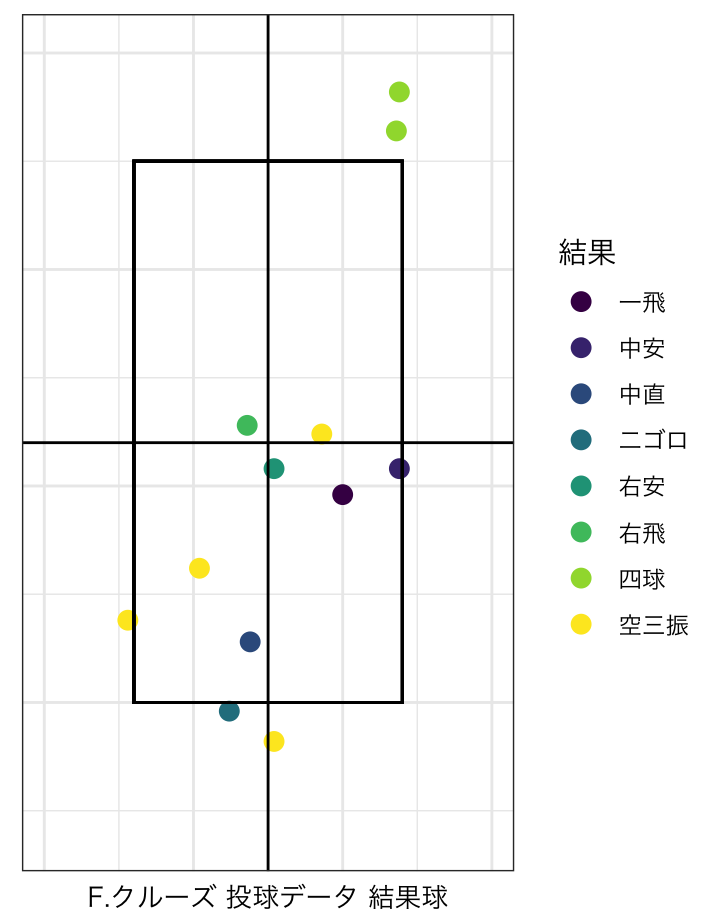 結果
一飛
中安
中直
二ゴロ
右安
右飛
四球
空三振
F.クルーズ 投球データ 結果球